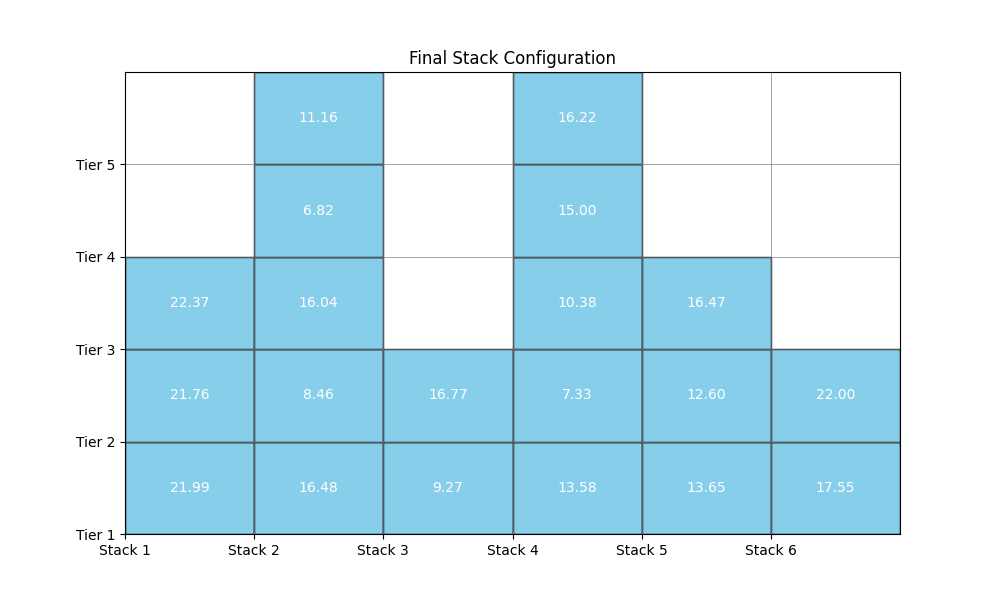 Final Stack Configuration
11.16 16.22
Tier 5
6.82 15.00
Tier 4
22.37 16.04 10.38 16.47
Tier 3
21.76 8.46 16.77 7.33 12.60 22.00
Tier 2
21.99 16.48 9.27 13.58 13.65 17.55
Tier 1
Stack 1 Stack 2 Stack 3 Stack 4 Stack 5 Stack 6